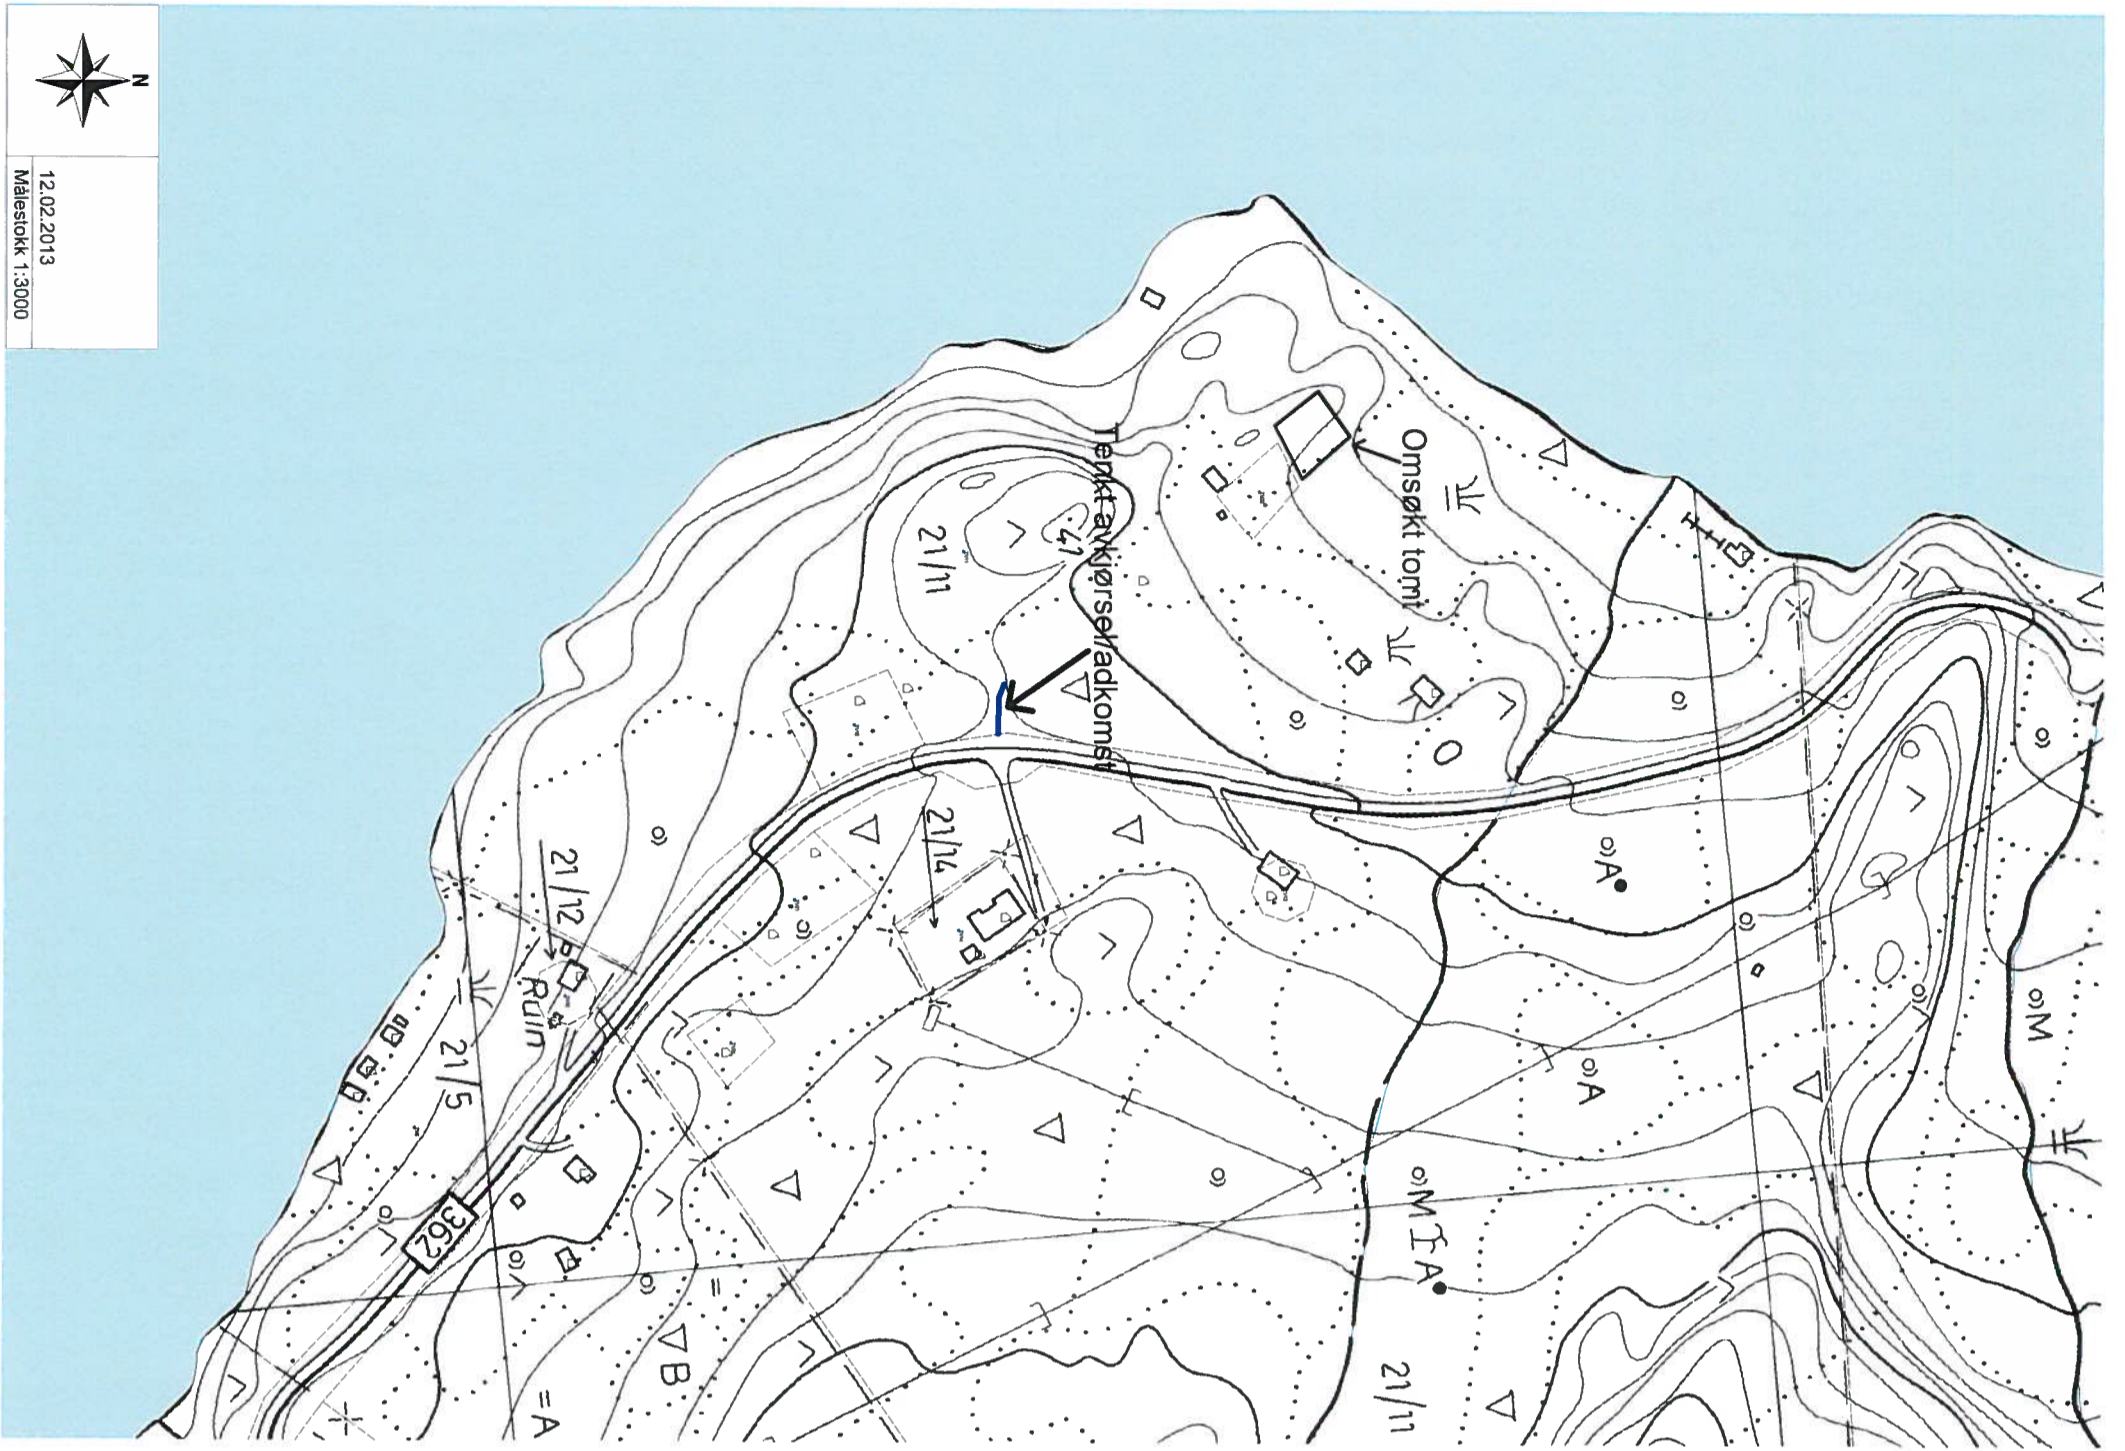 N
12.02.2013
Målestokk 1:3000
Omsøkt tomt
Tenkt avkjørsel/adkomst
41
21/11
21/14
21/12
Ruin
21/5
362
A
A
M
M I A
21/11
B
=A